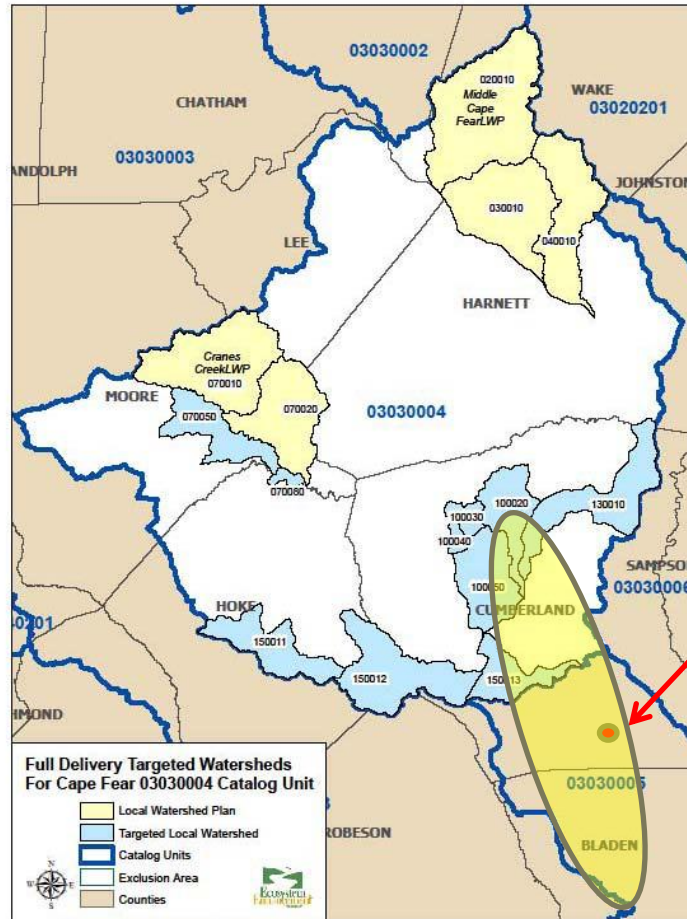 03030002
020010
Middle
Cape
FearLWP
WAKE
03020201
CHATHAM
03030003
ANDOLPH
JOHNSTON
030010
040010
LEE
HARNETT
Cranes
CreekLWP
070010
MOORE
070050
070020
03030004
070060
100020
100030
130010
100040
SAMPSO
03030006
HOKE
CUMBERLAND
0201
150011
150012
HMOND
Full Delivery Targeted Watersheds
For Cape Fear 03030004 Catalog Unit
Local Watershed Plan
Targeted Local Watershed
Catalog Units
Exclusion Area
Counties
N
W
E
S
Ecosystem
ROBESON
03030005
BLADEN